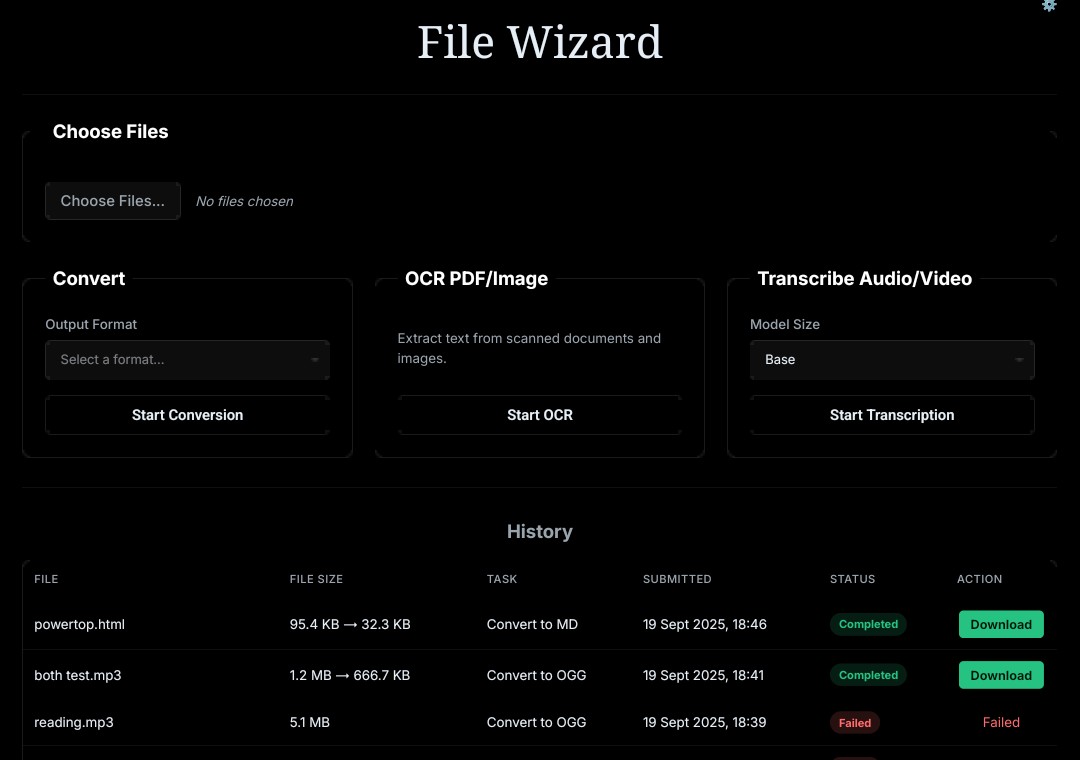 File Wizard
Choose Files
Choose Files... No files chosen
Convert
Output Format
Select a format...
Start Conversion
OCR PDF/Image
Extract text from scanned documents and
images.
Start OCR
Transcribe Audio/Video
Model Size
Base
Start Transcription
History
FILE FILE SIZE TASK SUBMITTED STATUS ACTION
powertop.html 95.4 KB → 32.3 KB Convert to MD 19 Sept 2025, 18:46 Completed Download
both test.mp3 1.2 MB → 666.7 KB Convert to OGG 19 Sept 2025, 18:41 Completed Download
reading.mp3 5.1 MB Convert to OGG 19 Sept 2025, 18:39 Failed Failed